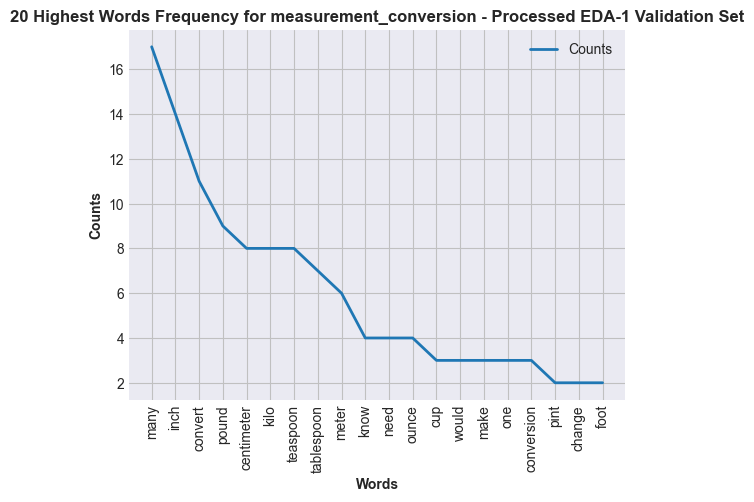 20 Highest Words Frequency for measurement_conversion - Processed EDA-1 Validation Set
Counts
16
14
12
10
8
6
4
2
Counts
many
inch
convert
pound
centimeter
kilo
teaspoon
tablespoon
meter
know
need
ounce
cup
would
make
one
conversion
pint
change
foot
Words